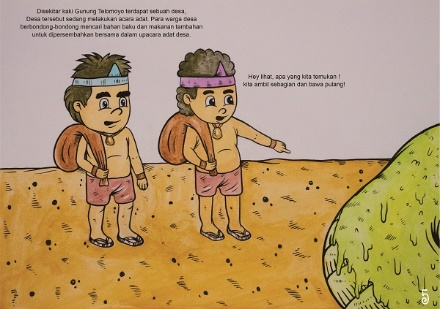 Disekitar kaki Gunung Telomoyo terdapat sebuah desa,
Desa tersebut sedang melakukan acara adat. Para warga desa
berbondong-bondong mencari bahan baku dan makanan tambahan
untuk dipersembahkan bersama dalam upacara adat desa.
Hey lihat, apa yang kita temukan !
kita ambil sebagian dan bawa pulang!